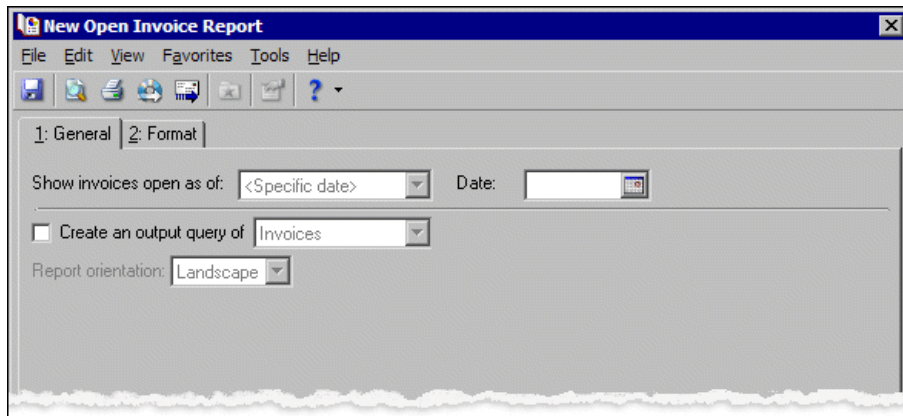 New Open Invoice Report
File Edit View Favorites Tools Help
?
1: General 2: Format
Show invoices open as of: <Specific date> Date:
Create an output query of Invoices
Report orientation: Landscape